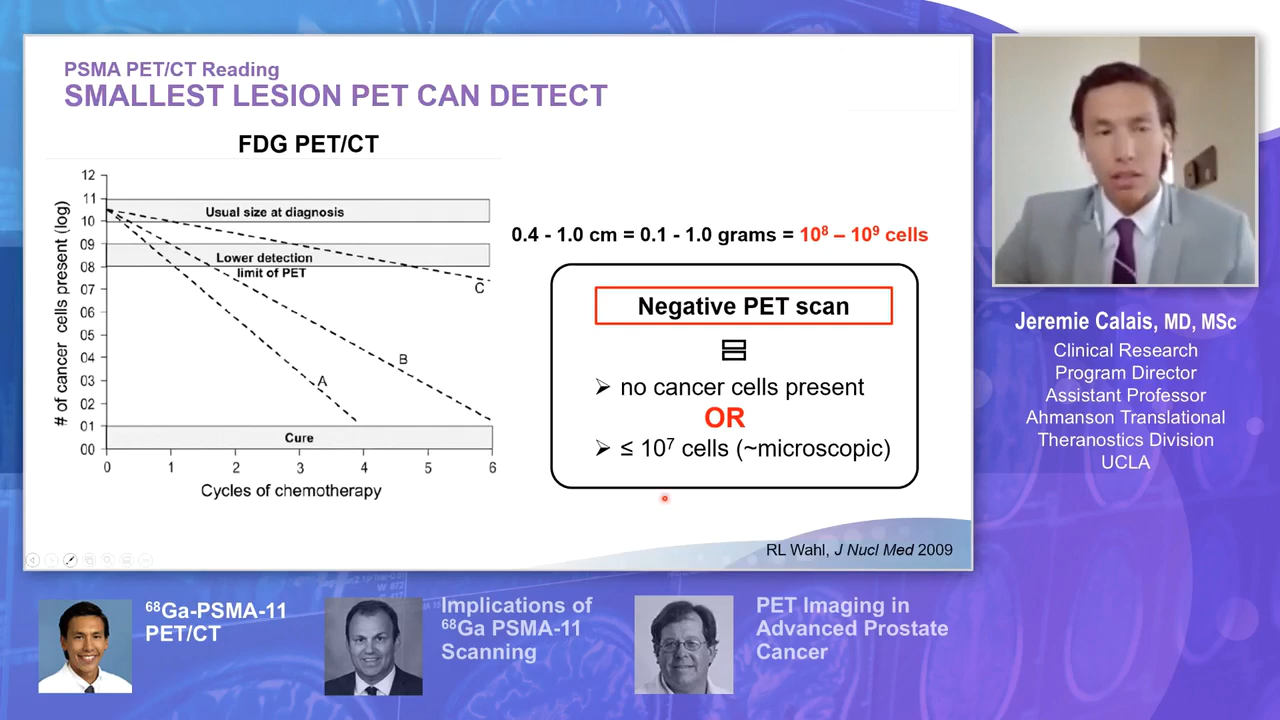 PSMA PET/CT Reading
SMALLEST LESION PET CAN DETECT
FDG PET/CT
# of cancer cells present (log)
12
11
10
09
08
07
06
05
04
03
02
01
00
Usual size at diagnosis
Lower detection
limit of PET
C
B
A
Cure
0 1 2 3 4 5 6
Cycles of chemotherapy
0.4 - 1.0 cm = 0.1 - 1.0 grams = 10⁸ – 10⁹ cells
Negative PET scan
=
➢ no cancer cells present
OR
➢ ≤ 10⁷ cells (~microscopic)
RL Wahl, J Nucl Med 2009
Jeremie Calais, MD, MSc
Clinical Research
Program Director
Assistant Professor
Ahmanson Translational
Theranostics Division
UCLA
⁶⁸Ga-PSMA-11
PET/CT
Implications of
⁶⁸Ga PSMA-11
Scanning
PET Imaging in
Advanced Prostate
Cancer